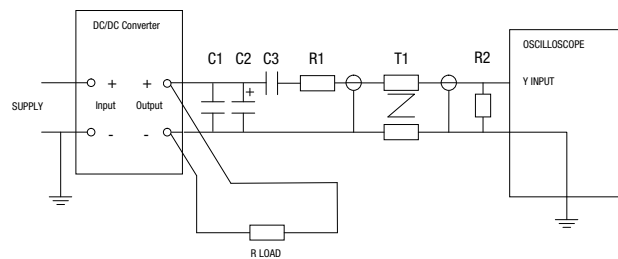 DC/DC Converter
OSCILLOSCOPE
C1 C2 C3 R1 T1 R2
+ + +
Y INPUT
SUPPLY Input Output
- -
R LOAD